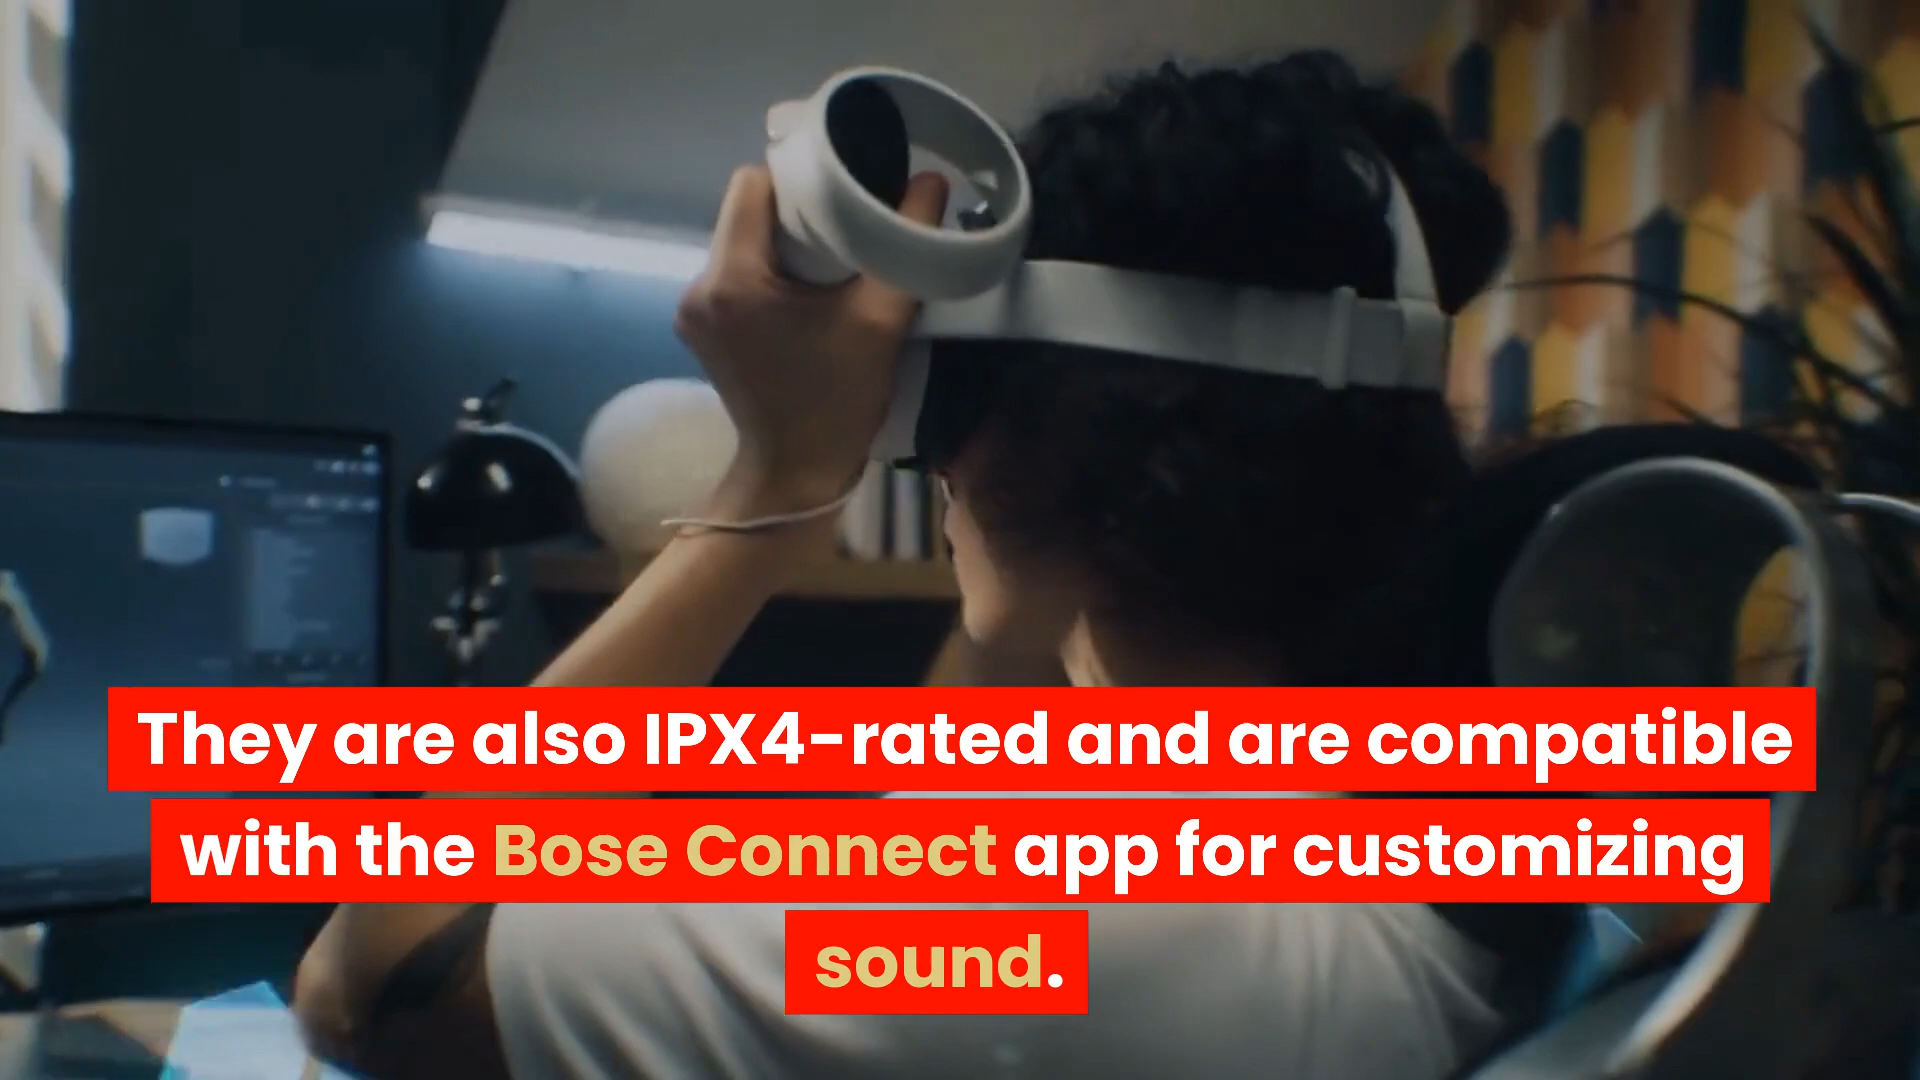 They are also IPX4-rated and are compatible
with the Bose Connect app for customizing
sound.